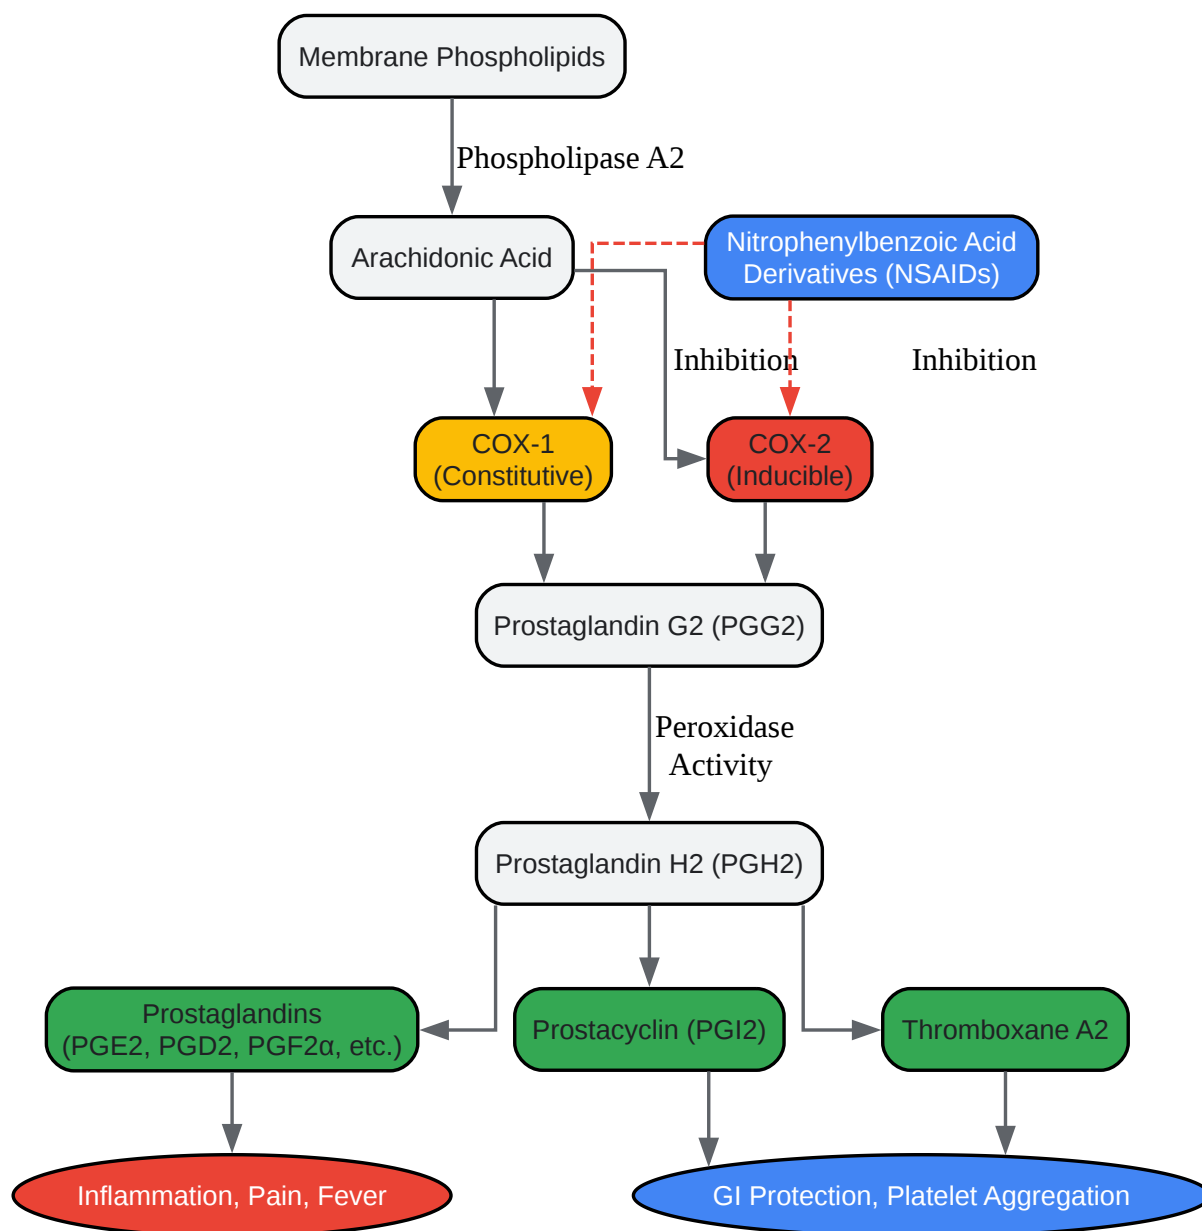 Membrane Phospholipids
Phospholipase A2
Arachidonic Acid
Nitrophenylbenzoic Acid
Derivatives (NSAIDs)
Inhibition
Inhibition
COX-1
(Constitutive)
COX-2
(Inducible)
Prostaglandin G2 (PGG2)
Peroxidase
Activity
Prostaglandin H2 (PGH2)
Prostaglandins
(PGE2, PGD2, PGF2α, etc.)
Prostacyclin (PGI2)
Thromboxane A2
Inflammation, Pain, Fever
GI Protection, Platelet Aggregation